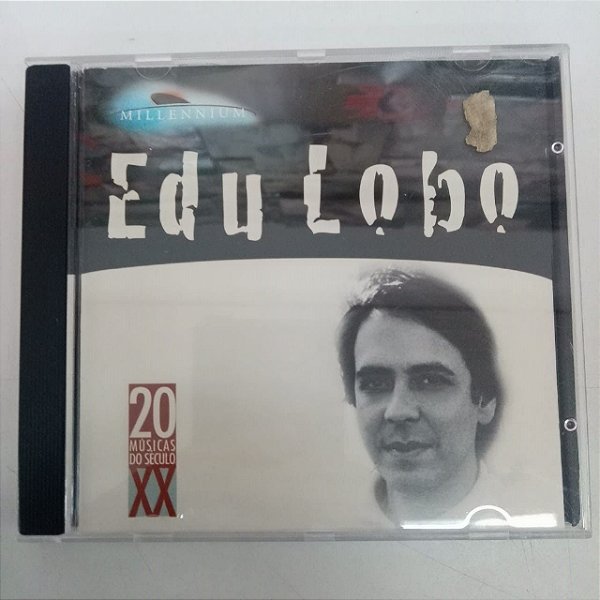 MILLENNIUM
Edu Lobo
20
MÚSICAS
DO SÉCULO
XX